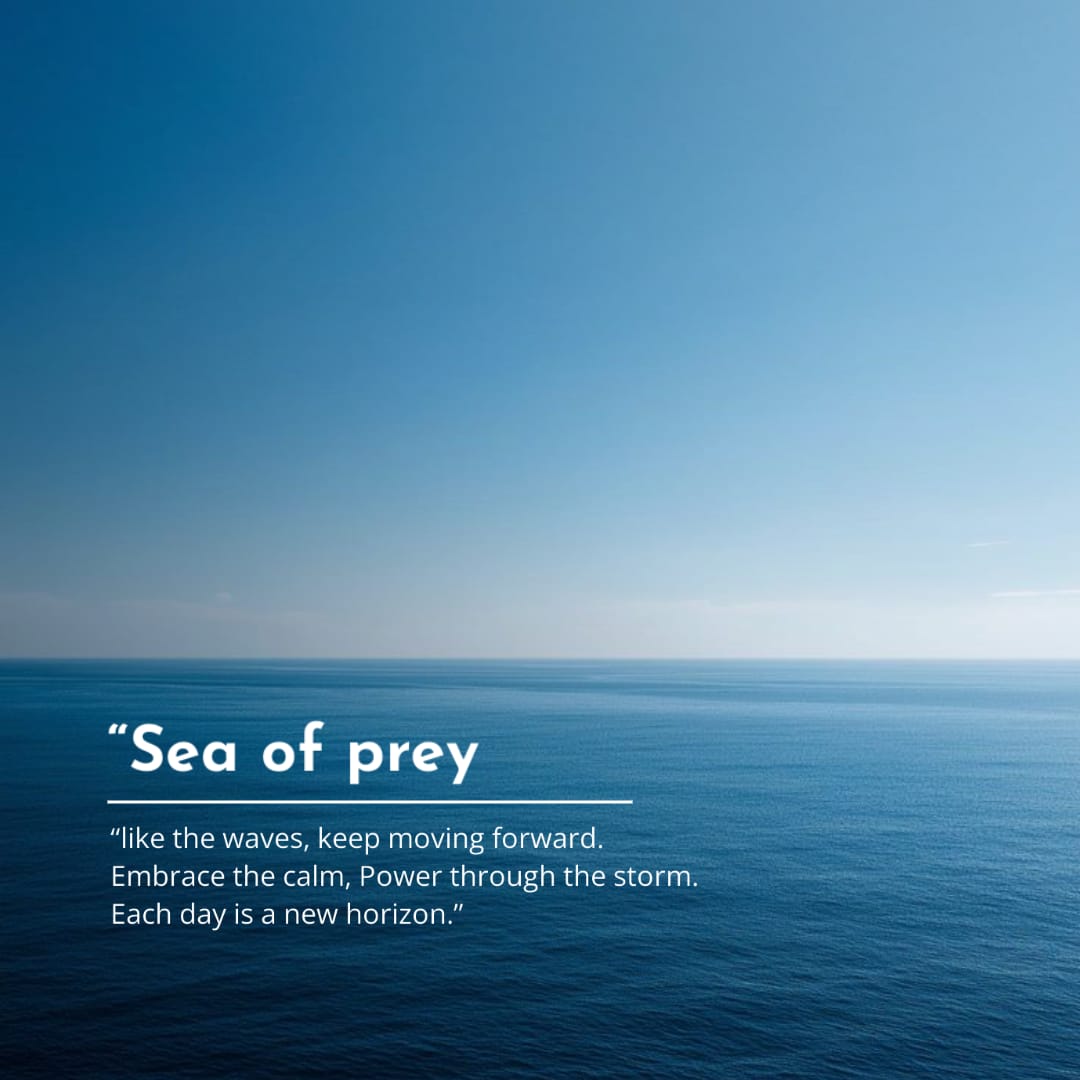 “Sea of prey
“like the waves, keep moving forward.
Embrace the calm, Power through the storm.
Each day is a new horizon.”